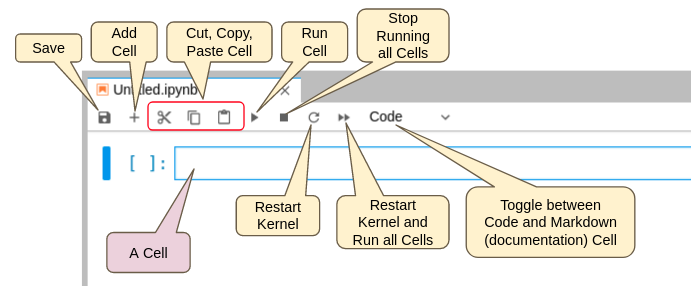 Save
Add
Cell
Cut, Copy,
Paste Cell
Run
Cell
Stop
Running
all Cells
Untitled.ipynb
Code
[ ]:
A Cell
Restart
Kernel
Restart
Kernel and
Run all Cells
Toggle between
Code and Markdown
(documentation) Cell